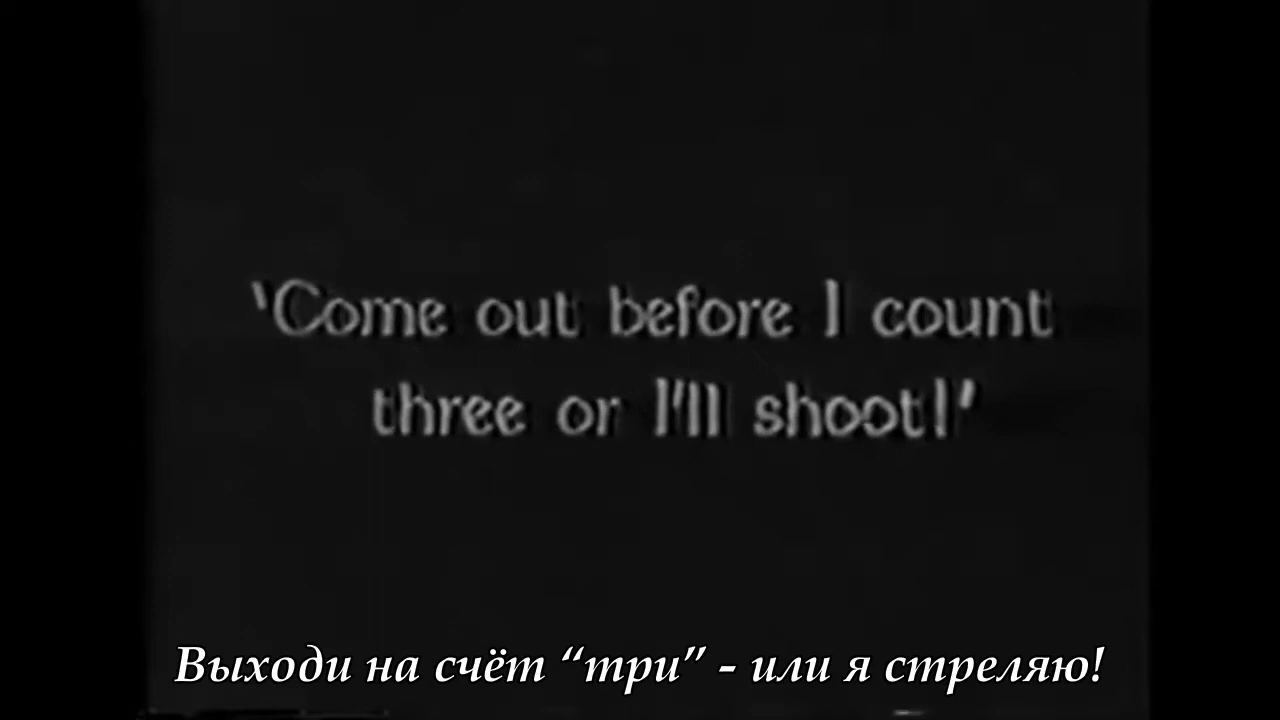 'Come out before I count
three or I'll shoot!'
Выходи на счёт “три” - или я стреляю!